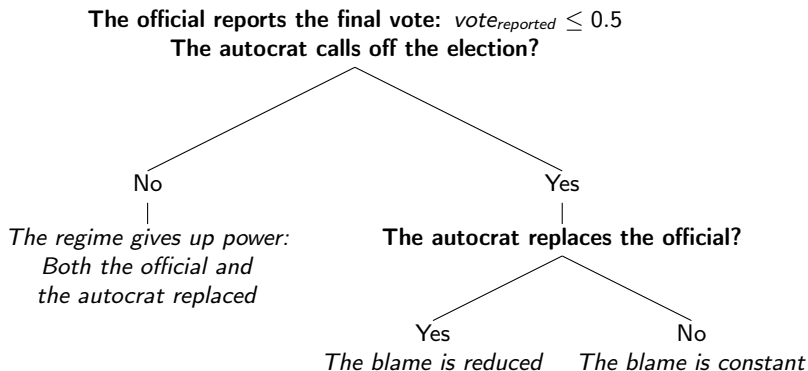 The official reports the final vote: vote_reported ≤ 0.5
The autocrat calls off the election?
No
Yes
The regime gives up power:
Both the official and
the autocrat replaced
The autocrat replaces the official?
Yes
No
The blame is reduced
The blame is constant